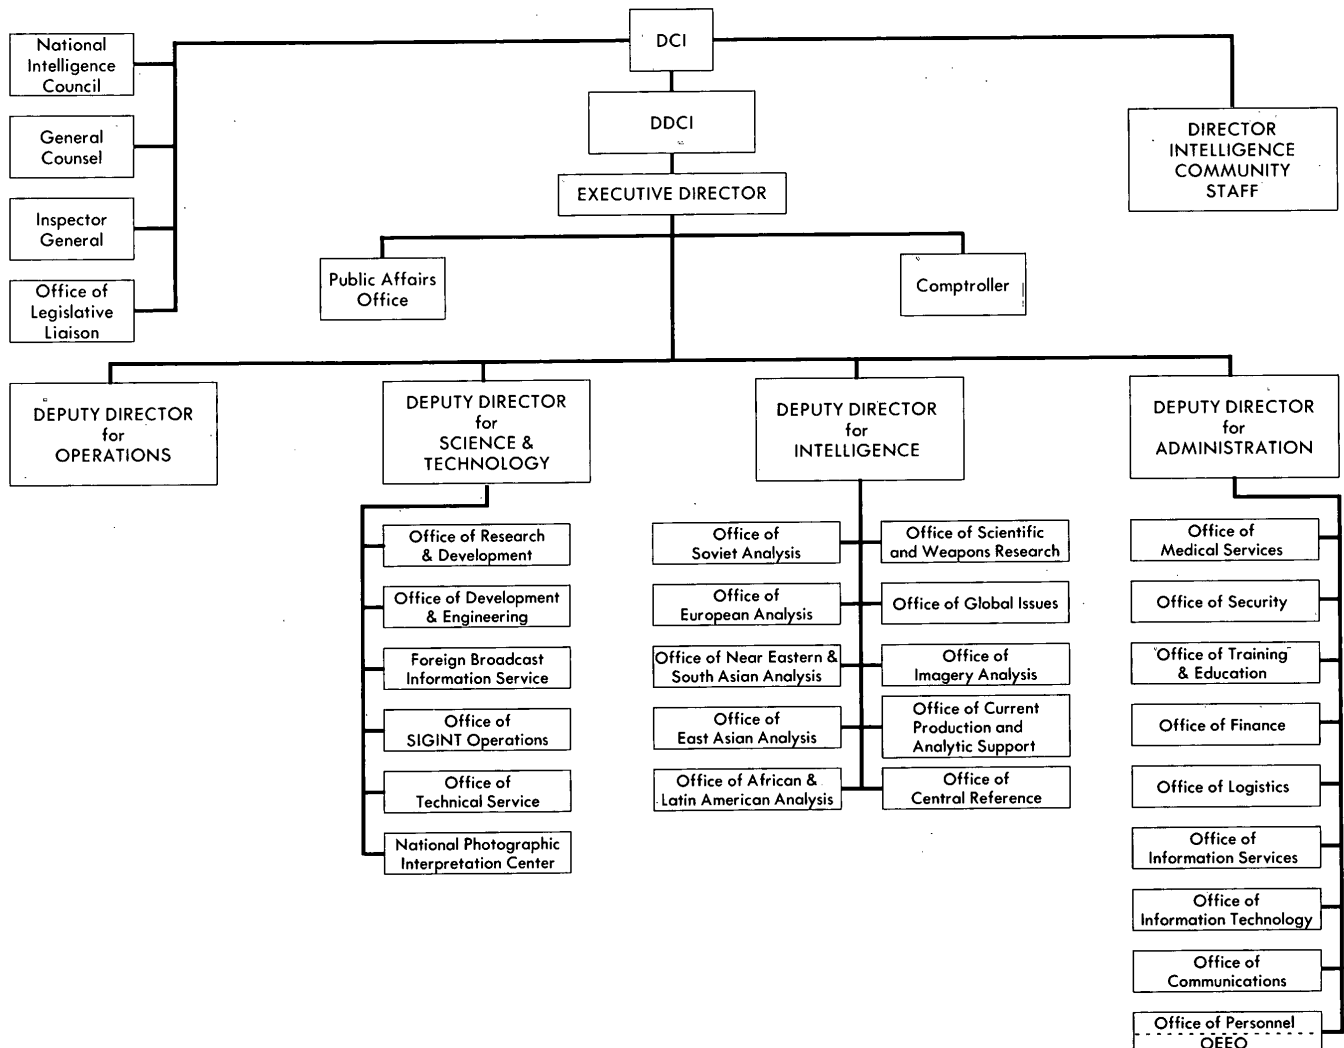 DCI
National
Intelligence
Council
General
Counsel
Inspector
General
Office of
Legislative
Liaison
DDCI
EXECUTIVE DIRECTOR
DIRECTOR
INTELLIGENCE
COMMUNITY
STAFF
Public Affairs
Office
Comptroller
DEPUTY DIRECTOR
for
OPERATIONS
DEPUTY DIRECTOR
for
SCIENCE &
TECHNOLOGY
Office of Research
& Development
Office of Development
& Engineering
Foreign Broadcast
Information Service
Office of
SIGINT Operations
Office of
Technical Service
National Photographic
Interpretation Center
DEPUTY DIRECTOR
for
INTELLIGENCE
Office of
Soviet Analysis
Office of
European Analysis
Office of Near Eastern &
South Asian Analysis
Office of
East Asian Analysis
Office of African &
Latin American Analysis
Office of Scientific
and Weapons Research
Office of Global Issues
Office of
Imagery Analysis
Office of Current
Production and
Analytic Support
Office of
Central Reference
DEPUTY DIRECTOR
for
ADMINISTRATION
Office of
Medical Services
Office of Security
Office of Training
& Education
Office of Finance
Office of Logistics
Office of
Information Services
Office of
Information Technology
Office of
Communications
Office of Personnel
OEEO